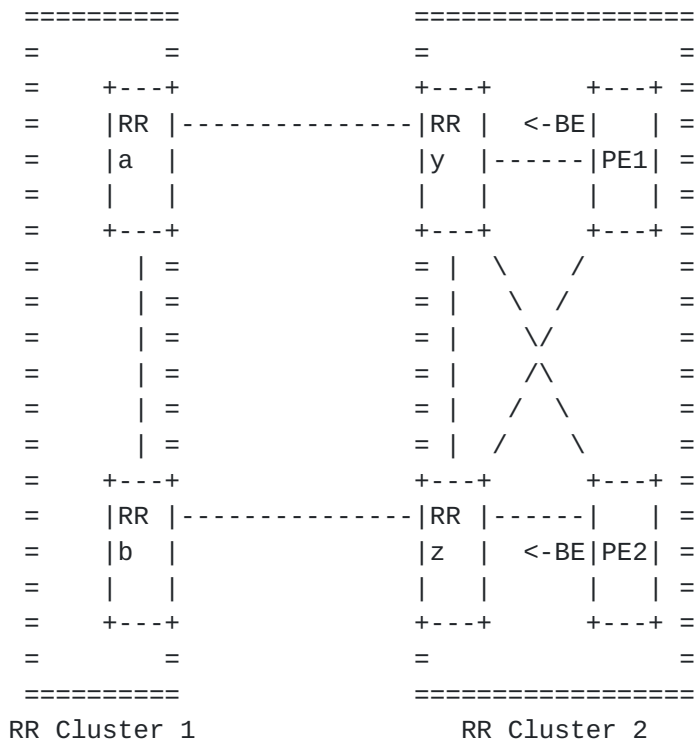 RR RR <-BE
a y PE1
RR RR
b z <-BE PE2
RR Cluster 1 RR Cluster 2